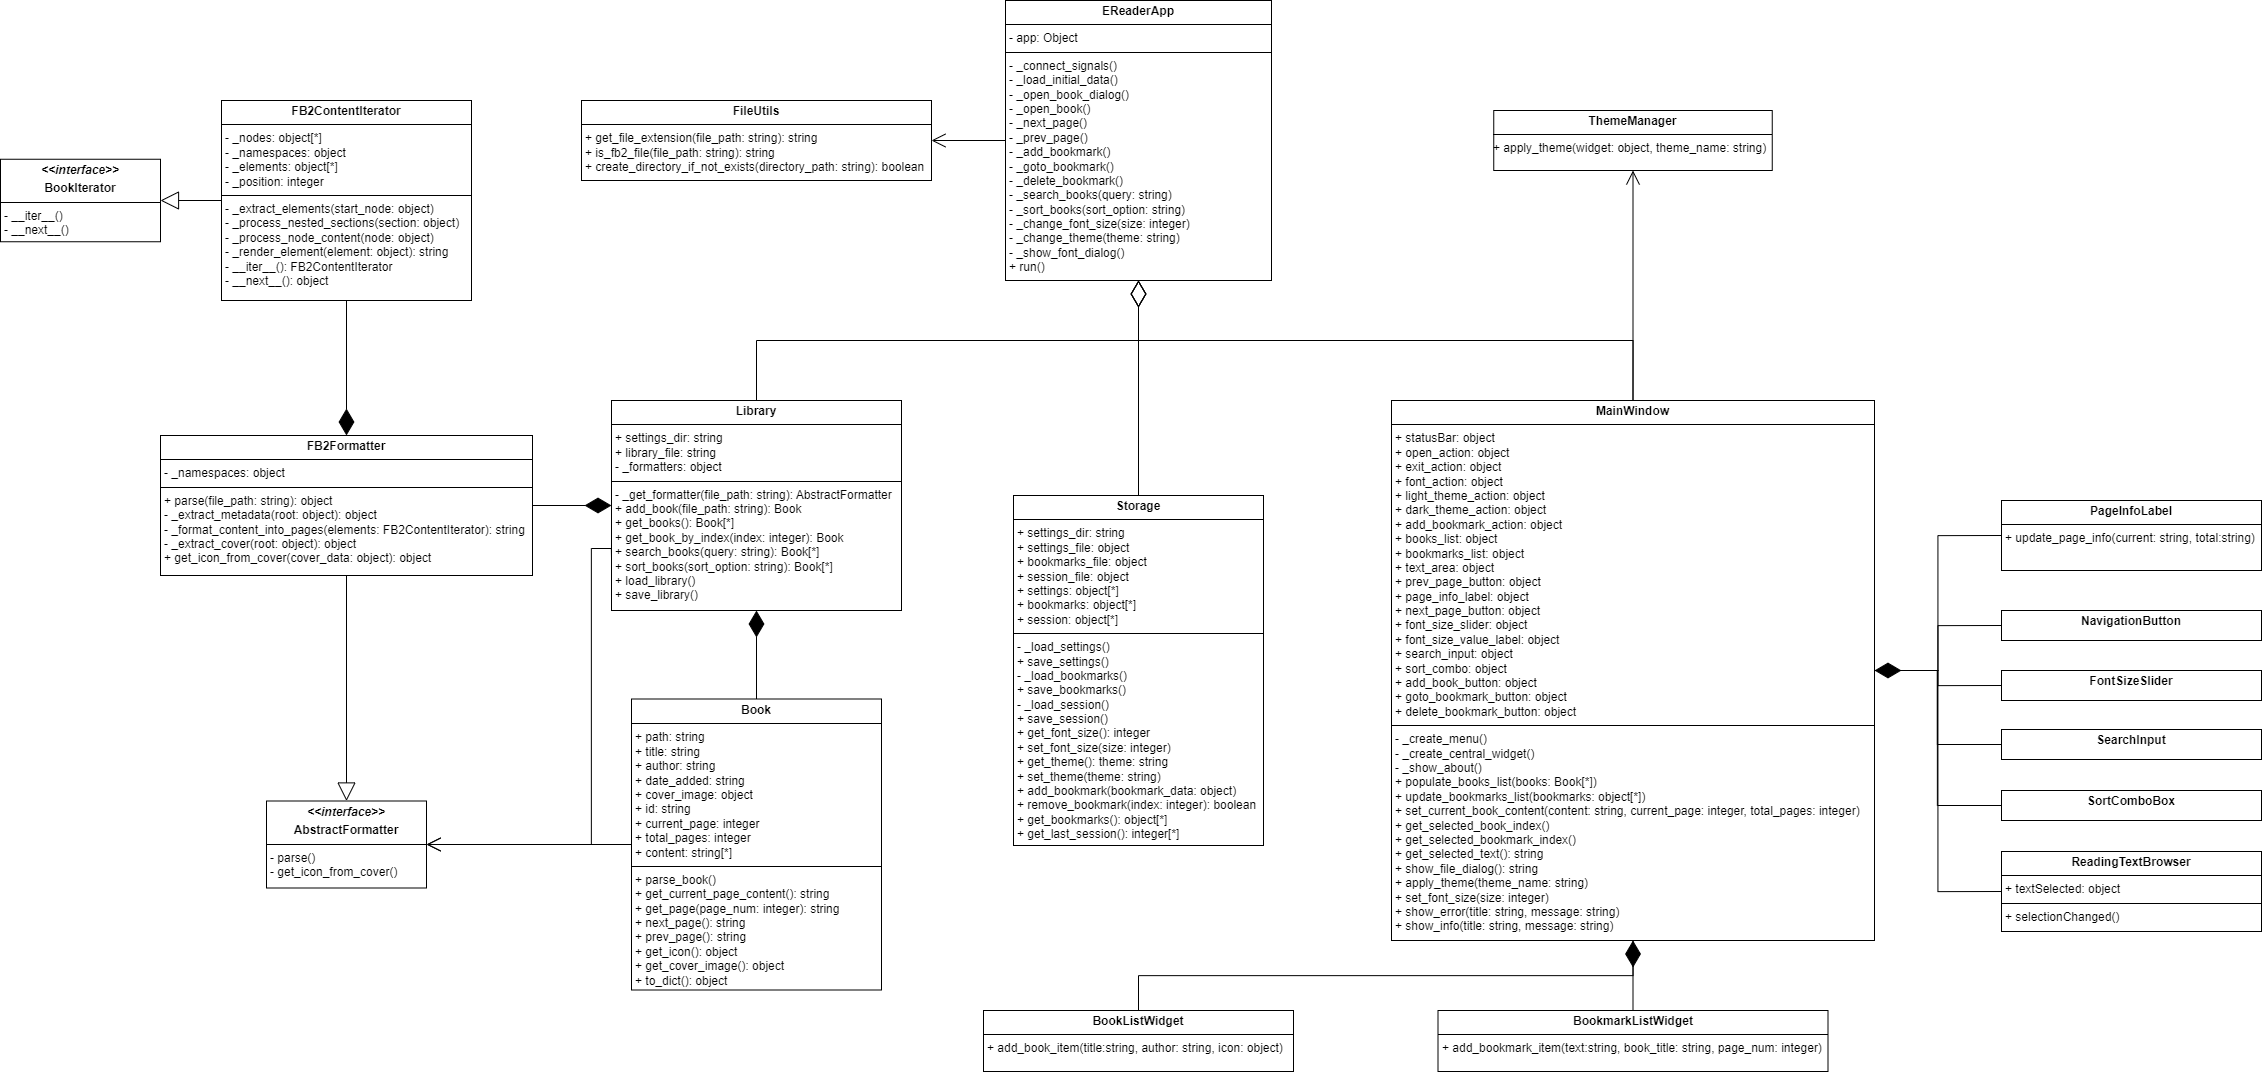 EReaderApp
- app: Object
- _connect_signals()
- _load_initial_data()
- _open_book_dialog()
- _open_book()
- _next_page()
- _prev_page()
- _add_bookmark()
- _goto_bookmark()
- _delete_bookmark()
- _search_books(query: string)
- _sort_books(sort_option: string)
- _change_font_size(size: integer)
- _change_theme(theme: string)
- _show_font_dialog()
+ run()
FB2ContentIterator
- _nodes: object[*]
- _namespaces: object
- _elements: object[*]
- _position: integer
- _extract_elements(start_node: object)
- _process_nested_sections(section: object)
- _process_node_content(node: object)
- _render_element(element: object): string
- __iter__(): FB2ContentIterator
- __next__(): object
FileUtils
+ get_file_extension(file_path: string): string
+ is_fb2_file(file_path: string): string
+ create_directory_if_not_exists(directory_path: string): boolean
ThemeManager
+ apply_theme(widget: object, theme_name: string)
<<interface>>
BookIterator
- __iter__()
- __next__()
FB2Formatter
- _namespaces: object
+ parse(file_path: string): object
- _extract_metadata(root: object): object
- _format_content_into_pages(elements: FB2ContentIterator): string
- _extract_cover(root: object): object
+ get_icon_from_cover(cover_data: object): object
Library
+ settings_dir: string
+ library_file: string
- _formatters: object
- _get_formatter(file_path: string): AbstractFormatter
+ add_book(file_path: string): Book
+ get_books(): Book[*]
+ get_book_by_index(index: integer): Book
+ search_books(query: string): Book[*]
+ sort_books(sort_option: string): Book[*]
+ load_library()
+ save_library()
Storage
+ settings_dir: string
+ settings_file: object
+ bookmarks_file: object
+ session_file: object
+ settings: object[*]
+ bookmarks: object[*]
+ session: object[*]
- _load_settings()
+ save_settings()
- _load_bookmarks()
+ save_bookmarks()
- _load_session()
+ save_session()
+ get_font_size(): integer
+ set_font_size(size: integer)
+ get_theme(): theme: string
+ set_theme(theme: string)
+ add_bookmark(bookmark_data: object)
+ remove_bookmark(index: integer): boolean
+ get_bookmarks(): object[*]
+ get_last_session(): integer[*]
MainWindow
+ statusBar: object
+ open_action: object
+ exit_action: object
+ font_action: object
+ light_theme_action: object
+ dark_theme_action: object
+ add_bookmark_action: object
+ books_list: object
+ bookmarks_list: object
+ text_area: object
+ prev_page_button: object
+ page_info_label: object
+ next_page_button: object
+ font_size_slider: object
+ font_size_value_label: object
+ search_input: object
+ sort_combo: object
+ add_book_button: object
+ goto_bookmark_button: object
+ delete_bookmark_button: object
- _create_menu()
- _create_central_widget()
- _show_about()
+ populate_books_list(books: Book[*])
+ update_bookmarks_list(bookmarks: object[*])
+ set_current_book_content(content: string, current_page: integer, total_pages: integer)
+ get_selected_book_index()
+ get_selected_bookmark_index()
+ get_selected_text(): string
+ show_file_dialog(): string
+ apply_theme(theme_name: string)
+ set_font_size(size: integer)
+ show_error(title: string, message: string)
+ show_info(title: string, message: string)
PageInfoLabel
+ update_page_info(current: string, total:string)
NavigationButton
FontSizeSlider
SearchInput
SortComboBox
ReadingTextBrowser
+ textSelected: object
+ selectionChanged()
Book
+ path: string
+ title: string
+ author: string
+ date_added: string
+ cover_image: object
+ id: string
+ current_page: integer
+ total_pages: integer
+ content: string[*]
+ parse_book()
+ get_current_page_content(): string
+ get_page(page_num: integer): string
+ next_page(): string
+ prev_page(): string
+ get_icon(): object
+ get_cover_image(): object
+ to_dict(): object
<<interface>>
AbstractFormatter
- parse()
- get_icon_from_cover()
BookListWidget
+ add_book_item(title:string, author: string, icon: object)
BookmarkListWidget
+ add_bookmark_item(text:string, book_title: string, page_num: integer)